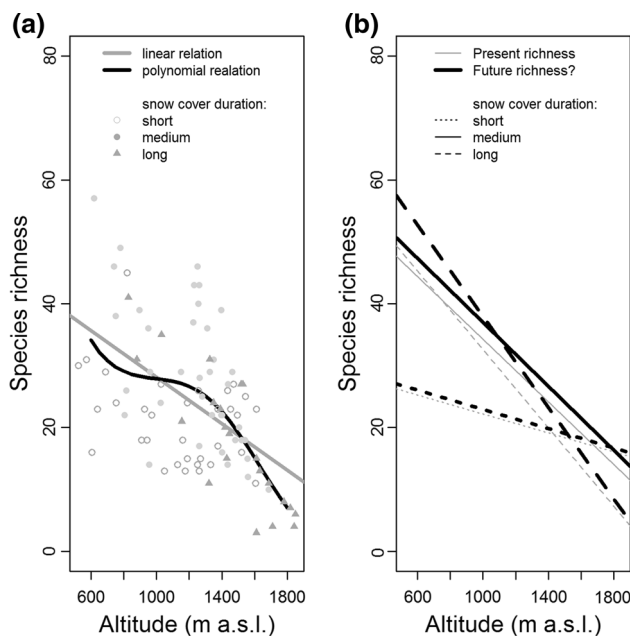 (a)
linear relation
polynomial realation
snow cover duration:
short
medium
long
Species richness
0
20
40
60
80
600
1000
1400
1800
Altitude (m a.s.l.)
(b)
Present richness
Future richness?
snow cover duration:
short
medium
long
Species richness
0
20
40
60
80
600
1000
1400
1800
Altitude (m a.s.l.)